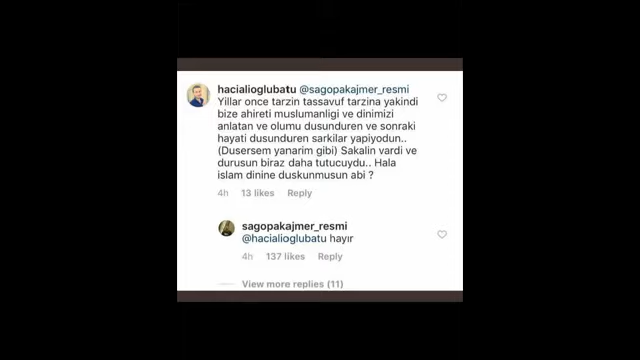 hacialioglubatu @sagopakajmer_resmi
Yillar once tarzin tassavuf tarzina yakindi
bize ahireti muslumanligi ve dinimizi
anlatan ve olumu dusunduren ve sonraki
hayati dusunduren sarkilar yapiyodun..
(Dusersem yanarim gibi) Sakalin vardi ve
durusun biraz daha tutucuydu.. Hala
islam dinine duskunmusun abi ?
4h 13 likes Reply
sagopakajmer_resmi
@hacialioglubatu hayır
4h 137 likes Reply
View more replies (11)